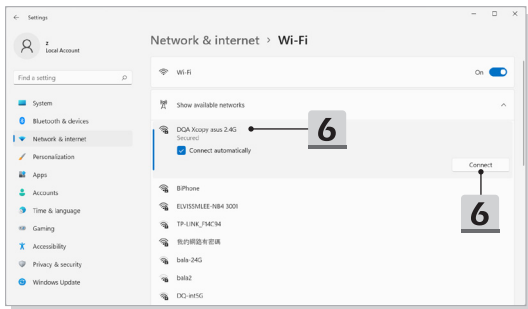 Settings
z
Local Account
Find a setting
System
Bluetooth & devices
Network & internet
Personalization
Apps
Accounts
Time & language
Gaming
Accessibility
Privacy & security
Windows Update
Network & internet > Wi-Fi
Wi-Fi
On
Show available networks
DQA Xcopy asus 2.4G
Secured
Connect automatically
6
Connect
6
BiPhone
ELVISSMLEE-NB4 3001
TP-LINK_F14C94
我的網路有密碼
bala-24G
bala2
DQ-int5G